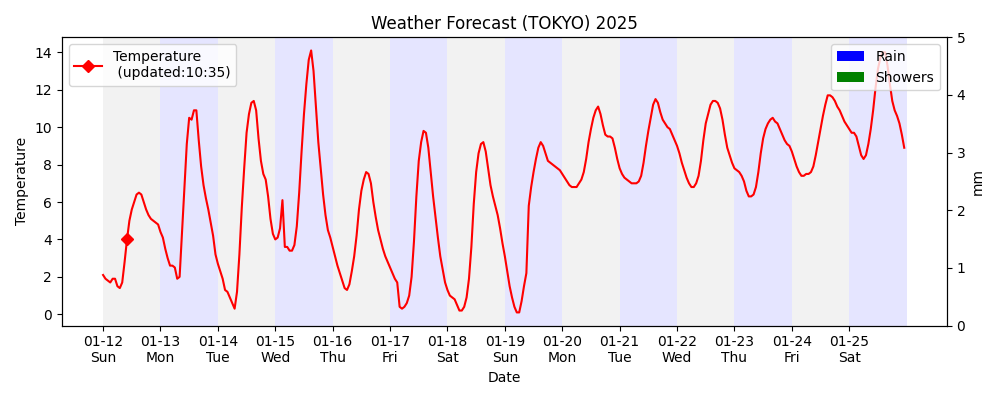 Weather Forecast (TOKYO) 2025
Temperature
(updated:10:35)
Rain
Showers
Temperature
14
12
10
8
6
4
2
0
5
4
3
2
1
0
mm
01-12 01-13 01-14 01-15 01-16 01-17 01-18 01-19 01-20 01-21 01-22 01-23 01-24 01-25
Sun Mon Tue Wed Thu Fri Sat Sun Mon Tue Wed Thu Fri Sat
Date